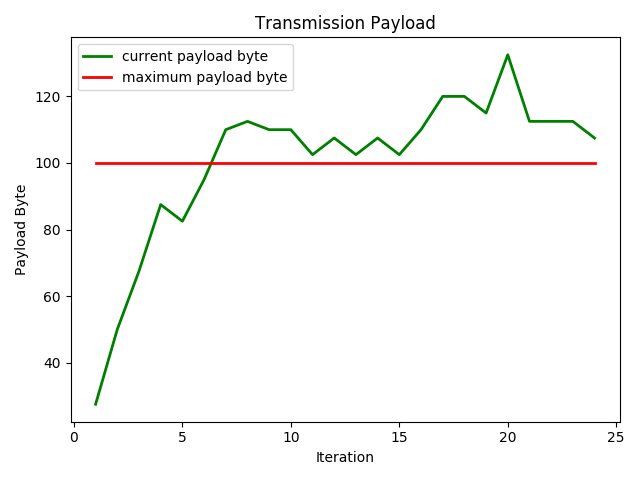 Transmission Payload
current payload byte
maximum payload byte
Payload Byte
120
100
80
60
40
0 5 10 15 20 25
Iteration